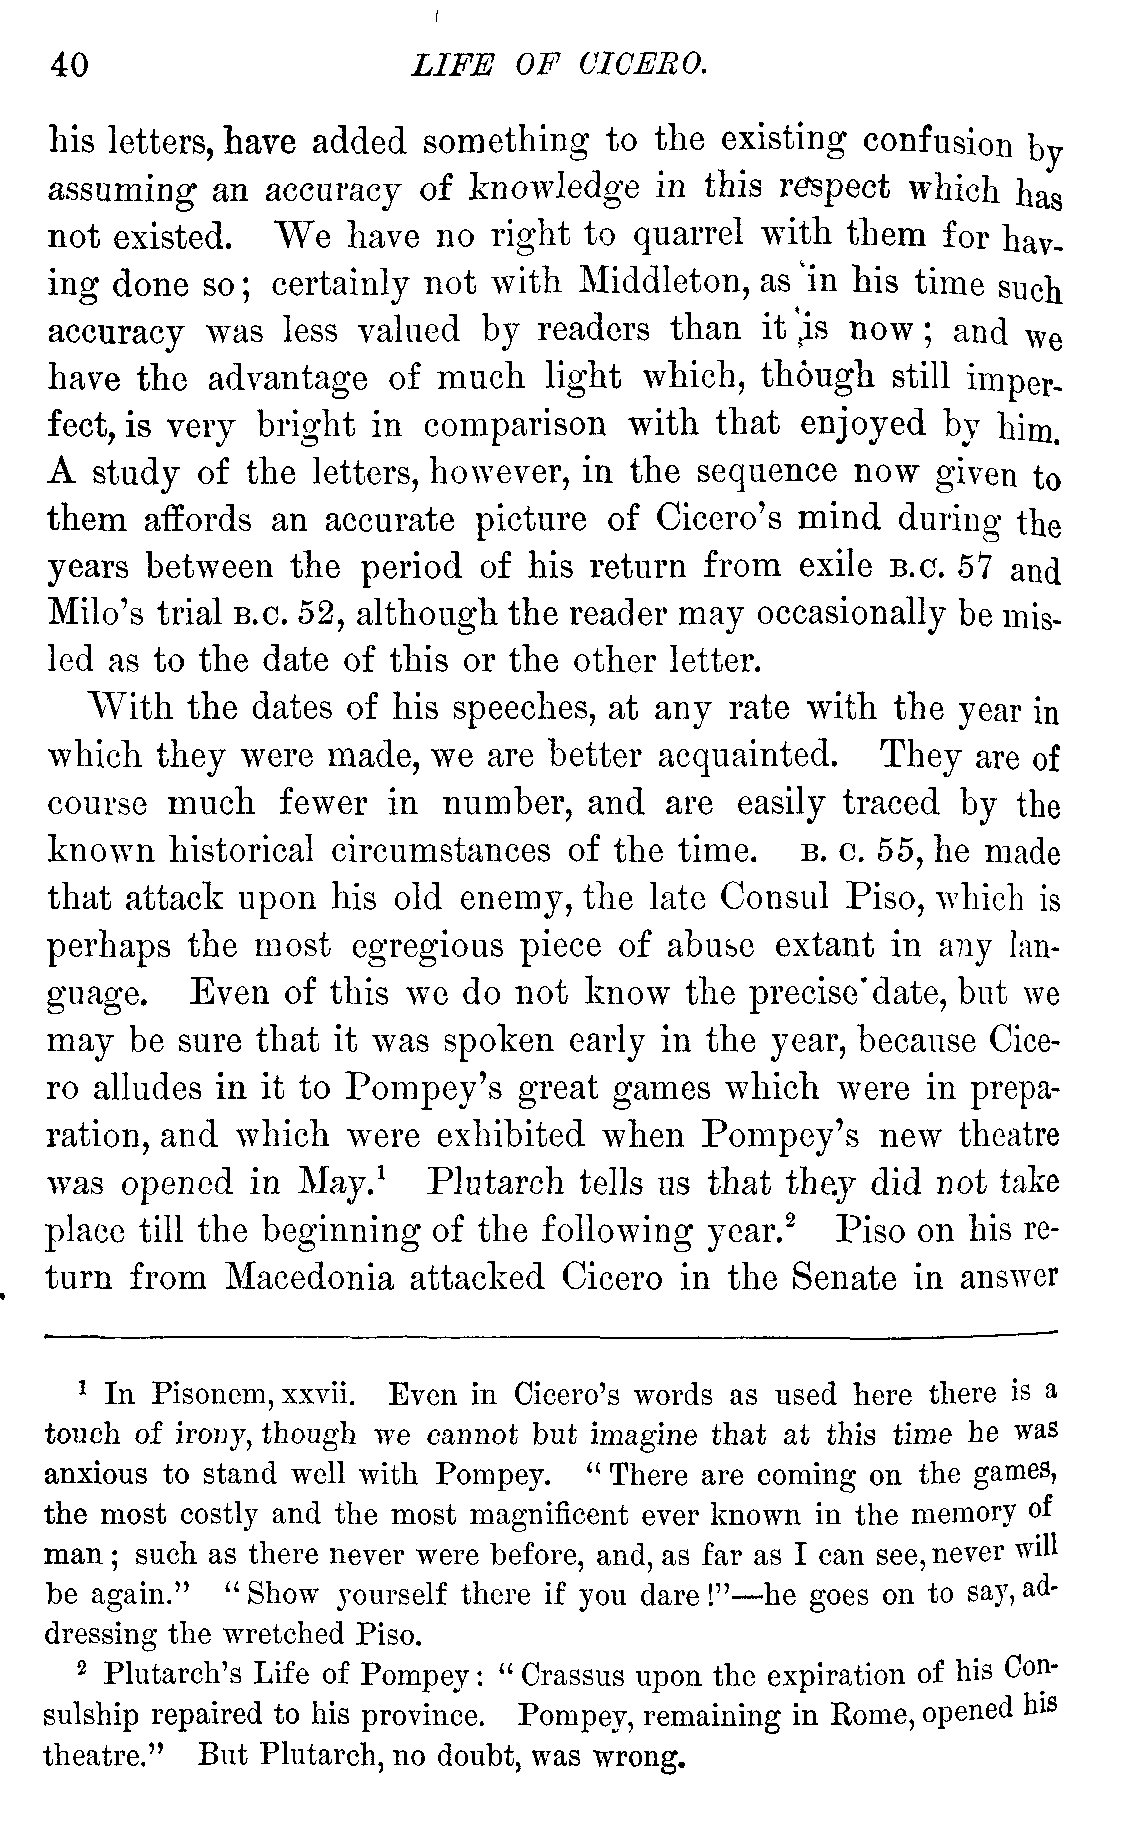 40 LIFE OF CICERO.
his letters, have added something to the existing confusion by
assuming an accuracy of knowledge in this respect which has
not existed. We have no right to quarrel with them for hav-
ing done so; certainly not with Middleton, as in his time such
accuracy was less valued by readers than it is now; and we
have the advantage of much light which, though still imper-
fect, is very bright in comparison with that enjoyed by him.
A study of the letters, however, in the sequence now given to
them affords an accurate picture of Cicero's mind during the
years between the period of his return from exile B.C. 57 and
Milo's trial B.C. 52, although the reader may occasionally be mis-
led as to the date of this or the other letter.
With the dates of his speeches, at any rate with the year in
which they were made, we are better acquainted. They are of
course much fewer in number, and are easily traced by the
known historical circumstances of the time. B. C. 55, he made
that attack upon his old enemy, the late Consul Piso, which is
perhaps the most egregious piece of abuse extant in any lan-
guage. Even of this we do not know the precise date, but we
may be sure that it was spoken early in the year, because Cice-
ro alludes in it to Pompey's great games which were in prepa-
ration, and which were exhibited when Pompey's new theatre
was opened in May.¹ Plutarch tells us that they did not take
place till the beginning of the following year.² Piso on his re-
turn from Macedonia attacked Cicero in the Senate in answer
¹ In Pisonem, xxvii. Even in Cicero's words as used here there is a
touch of irony, though we cannot but imagine that at this time he was
anxious to stand well with Pompey. "There are coming on the games,
the most costly and the most magnificent ever known in the memory of
man; such as there never were before, and, as far as I can see, never will
be again." "Show yourself there if you dare!"—he goes on to say, ad-
dressing the wretched Piso.
² Plutarch's Life of Pompey: "Crassus upon the expiration of his Con-
sulship repaired to his province. Pompey, remaining in Rome, opened his
theatre." But Plutarch, no doubt, was wrong.